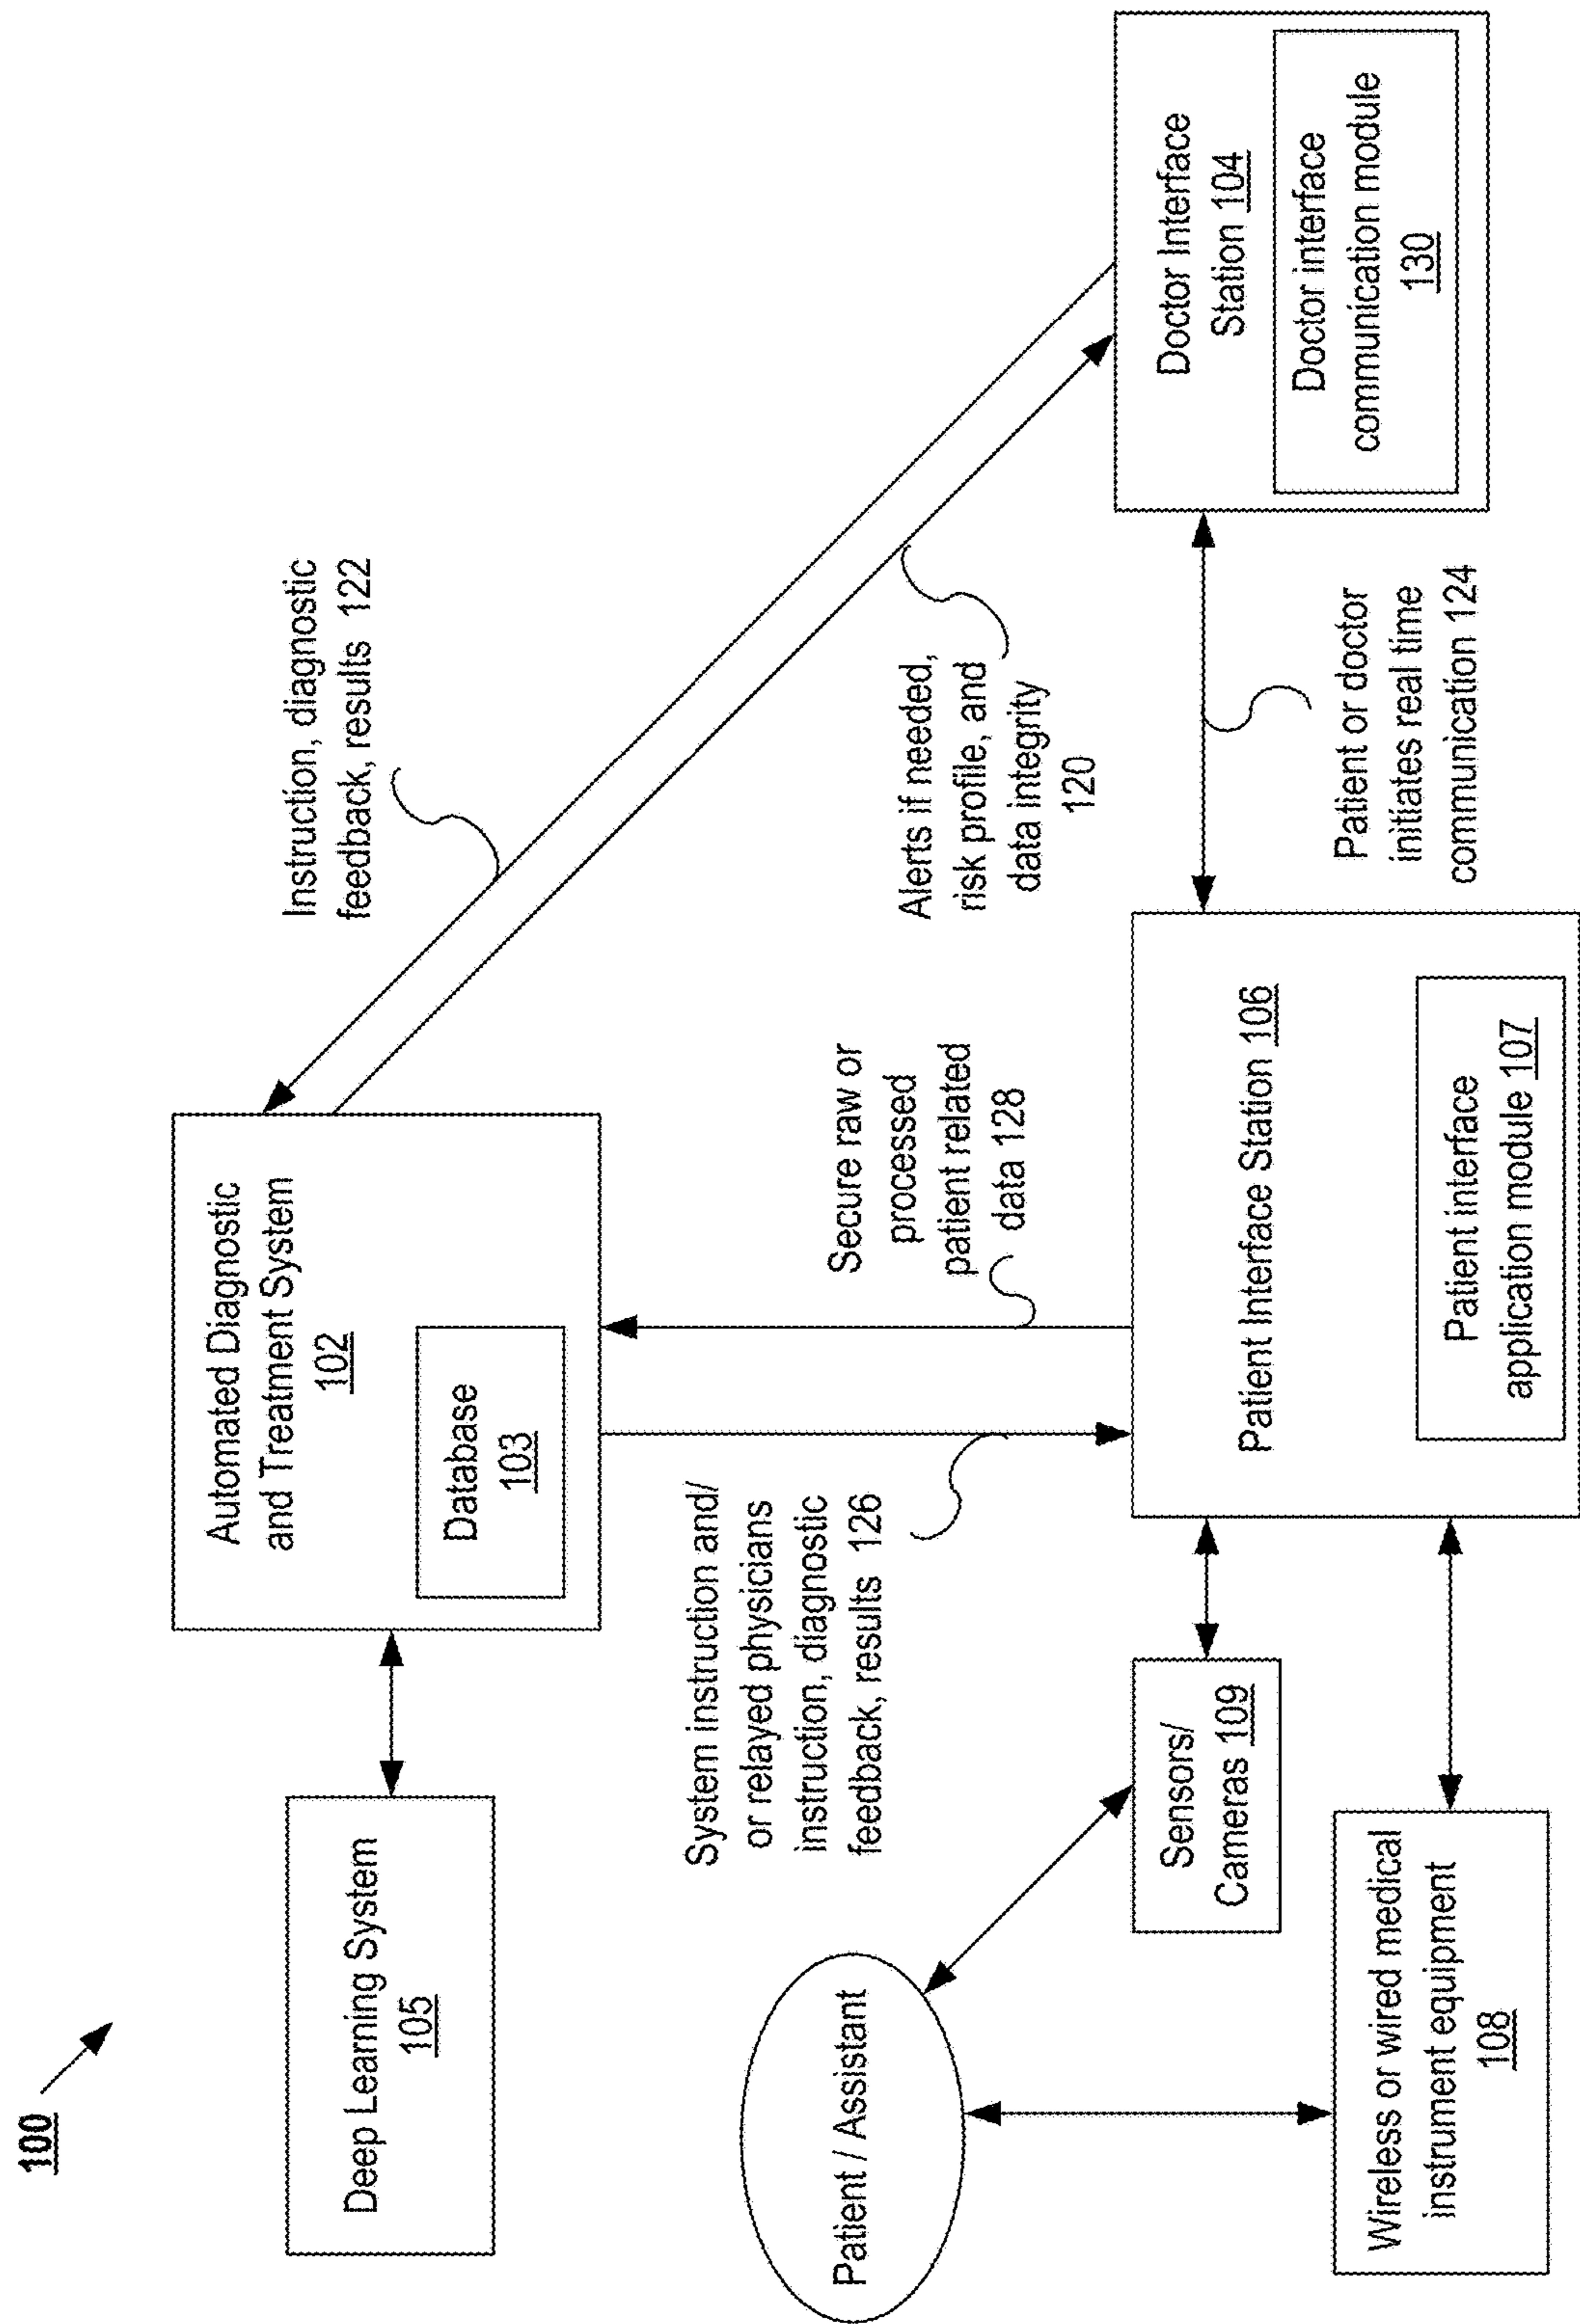 100
Deep Learning System
105
Automated Diagnostic
and Treatment System
102
Database
103
Instruction, diagnostic
feedback, results 122
System instruction and/
or relayed physicians
instruction, diagnostic
feedback, results 126
Secure raw or
processed
patient related
data 128
Alerts if needed,
risk profile, and
data integrity
120
Patient / Assistant
Sensors/
Cameras 109
Wireless or wired medical
instrument equipment
108
Patient Interface Station 106
Patient interface
application module 107
Patient or doctor
initiates real time
communication 124
Doctor Interface
Station 104
Doctor interface
communication module
130